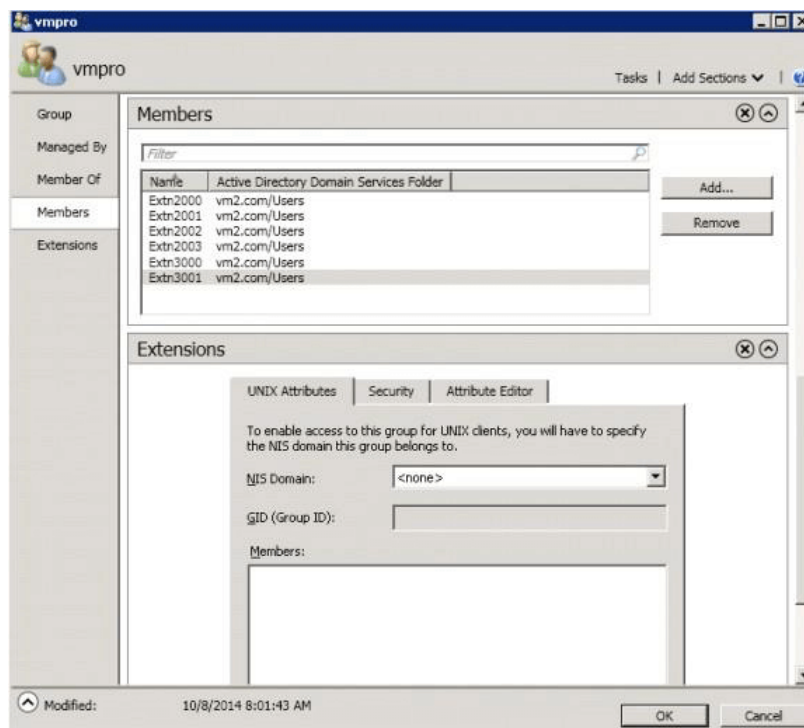 vmpro
vmpro
Tasks | Add Sections |
Group
Managed By
Member Of
Members
Extensions
Members
Filter
Name Active Directory Domain Services Folder
Extn2000 vm2.com/Users
Extn2001 vm2.com/Users
Extn2002 vm2.com/Users
Extn2003 vm2.com/Users
Extn3000 vm2.com/Users
Extn3001 vm2.com/Users
Add...
Remove
Extensions
UNIX Attributes Security Attribute Editor
To enable access to this group for UNIX clients, you will have to specify
the NIS domain this group belongs to.
NIS Domain: <none>
GID (Group ID):
Members:
Modified: 10/8/2014 8:01:43 AM
OK Cancel